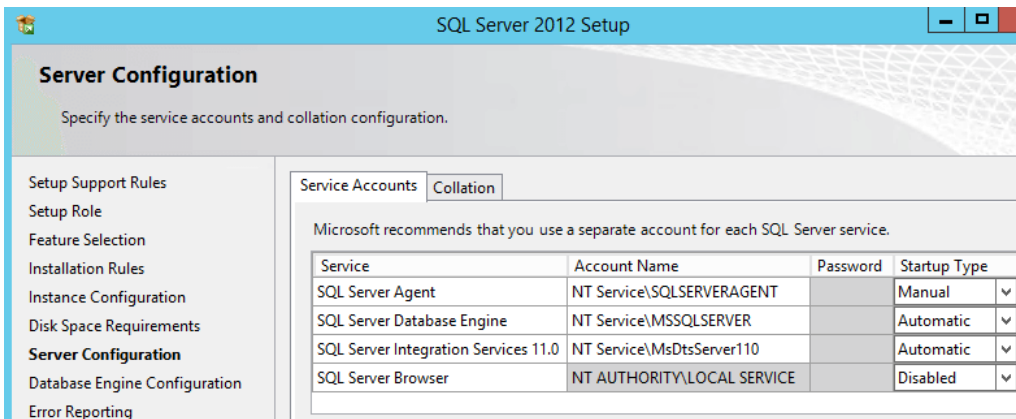 SQL Server 2012 Setup
Server Configuration
Specify the service accounts and collation configuration.
Setup Support Rules
Setup Role
Feature Selection
Installation Rules
Instance Configuration
Disk Space Requirements
Server Configuration
Database Engine Configuration
Error Reporting
Service Accounts Collation
Microsoft recommends that you use a separate account for each SQL Server service.
Service Account Name Password Startup Type
SQL Server Agent NT Service\SQLSERVERAGENT Manual
SQL Server Database Engine NT Service\MSSQLSERVER Automatic
SQL Server Integration Services 11.0 NT Service\MsDtsServer110 Automatic
SQL Server Browser NT AUTHORITY\LOCAL SERVICE Disabled